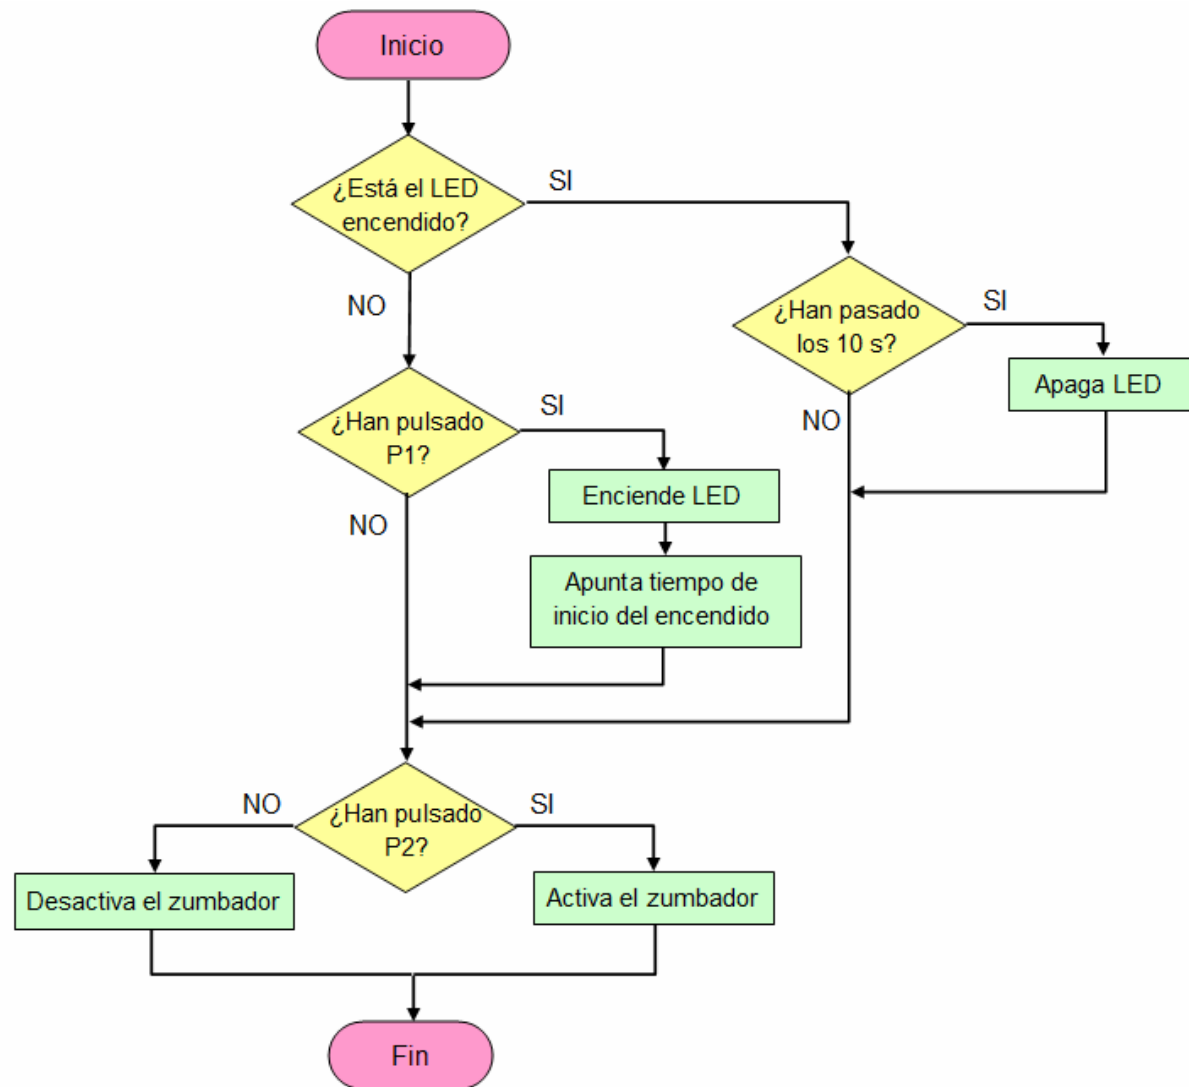 Inicio
¿Está el LED
encendido?
SI
NO
¿Han pasado
los 10 s?
SI
Apaga LED
NO
¿Han pulsado
P1?
SI
Enciende LED
NO
Apunta tiempo de
inicio del encendido
¿Han pulsado
P2?
NO
SI
Desactiva el zumbador
Activa el zumbador
Fin